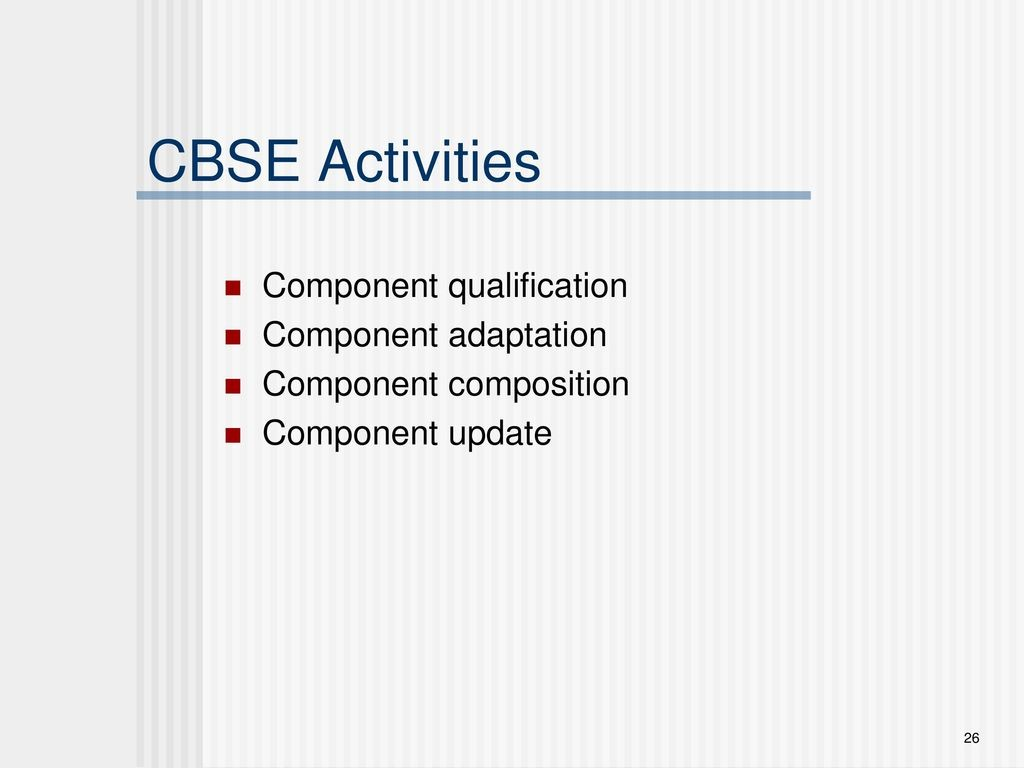 CBSE Activities
Component qualification
Component adaptation
Component composition
Component update
26